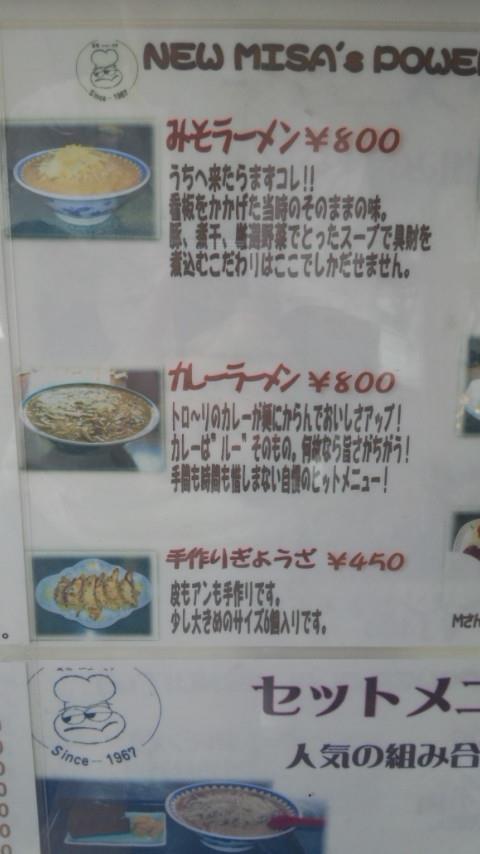 NEW MISA's POWE
Since－1967
みそラーメン ￥800
うちへ来たらまずコレ!!
看板をかかげた当時のそのままの味。
豚、煮干、厳選野菜でとったスープで具財を
煮込むこだわりはここでしかだせません。
カレーラーメン ￥800
トロ～リのカレーが麺にからんでおいしさアップ!
カレーは"ルー"そのもの。何故なら旨さがちがう!
手間も時間も惜しまない自慢のヒットメニュー!
手作りぎょうざ ￥450
皮もアンも手作りです。
少し大きめのサイズ6個入りです。
Mさん
セットメニ
Since－1967
人気の組み合